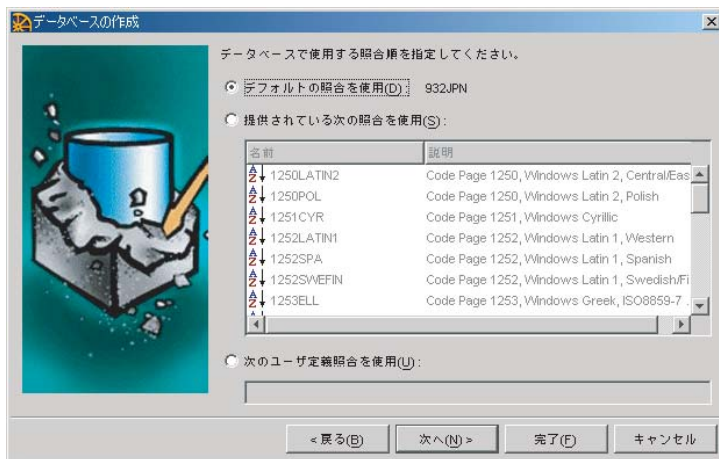 データベースの作成
データベースで使用する照合順を指定してください。
デフォルトの照合を使用(D): 932JPN
提供されている次の照合を使用(S):
名前 説明
1250LATIN2 Code Page 1250, Windows Latin 2, Central/Eas
1250POL Code Page 1250, Windows Latin 2, Polish
1251CYR Code Page 1251, Windows Cyrillic
1252LATIN1 Code Page 1252, Windows Latin 1, Western
1252SPA Code Page 1252, Windows Latin 1, Spanish
1252SWEFIN Code Page 1252, Windows Latin 1, Swedish/Fi
1253ELL Code Page 1253, Windows Greek, ISO8859-7
次のユーザ定義照合を使用(U):
<戻る(B) 次へ(N)> 完了(F) キャンセル